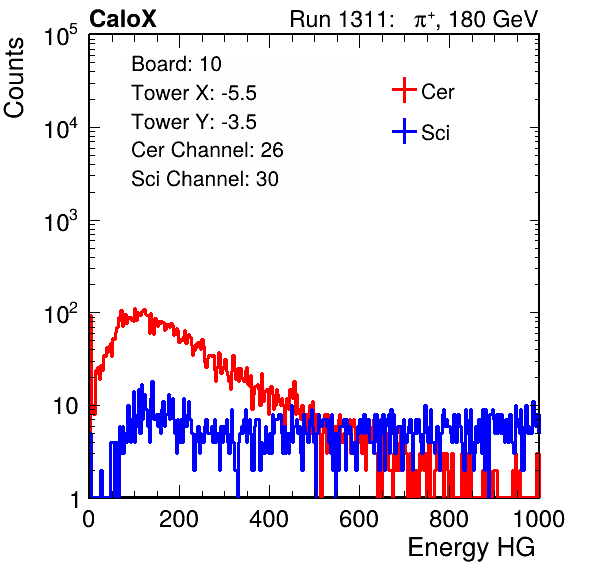 CaloX Run 1311: π⁺, 180 GeV
Counts
10⁵
10⁴
10³
10²
10
1
Board: 10
Tower X: -5.5
Tower Y: -3.5
Cer Channel: 26
Sci Channel: 30
Cer
Sci
0 200 400 600 800 1000
Energy HG